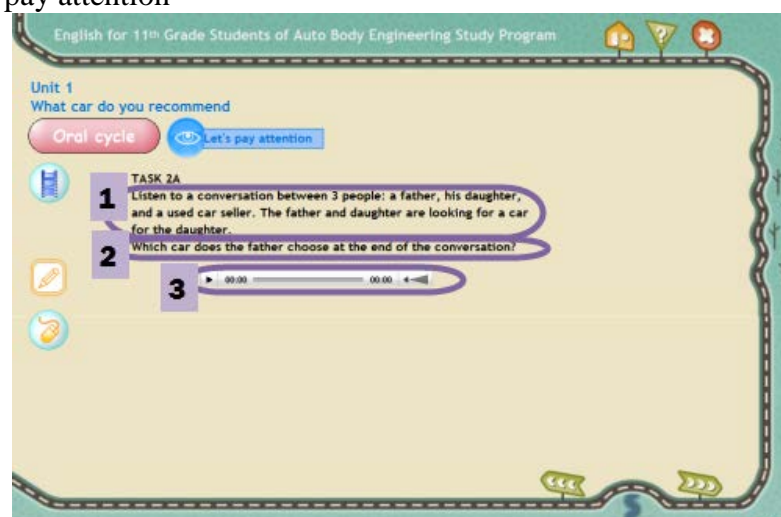 pay attention
English for 11th Grade Students of Auto Body Engineering Study Program
?
Unit 1
What car do you recommend
Oral cycle
Let's pay attention
TASK 2A
1
Listen to a conversation between 3 people: a father, his daughter,
and a used car seller. The father and daughter are looking for a car
for the daughter.
2
Which car does the father choose at the end of the conversation?
3
00:00 00:00